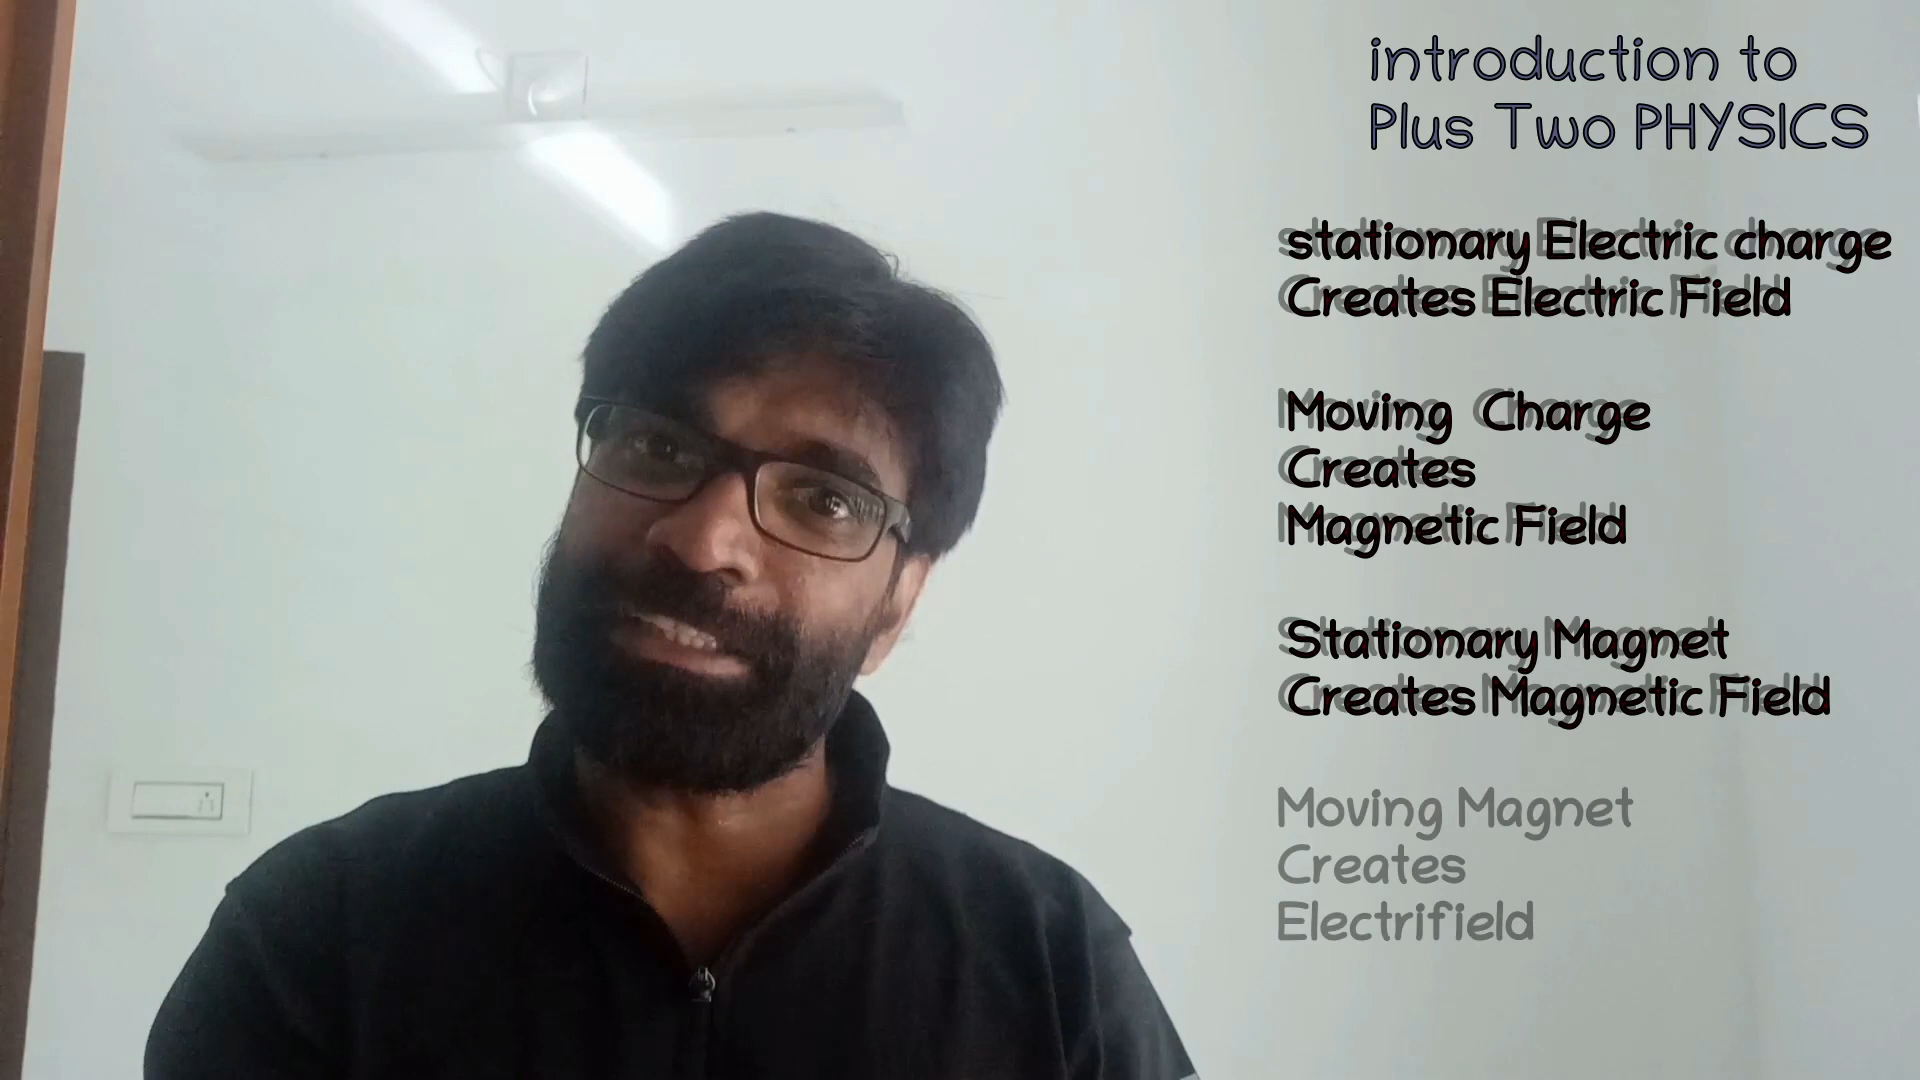 introduction to
Plus Two PHYSICS
stationary Electric charge
Creates Electric Field
Moving Charge
Creates
Magnetic Field
Stationary Magnet
Creates Magnetic Field
Moving Magnet
Creates
Electrifield